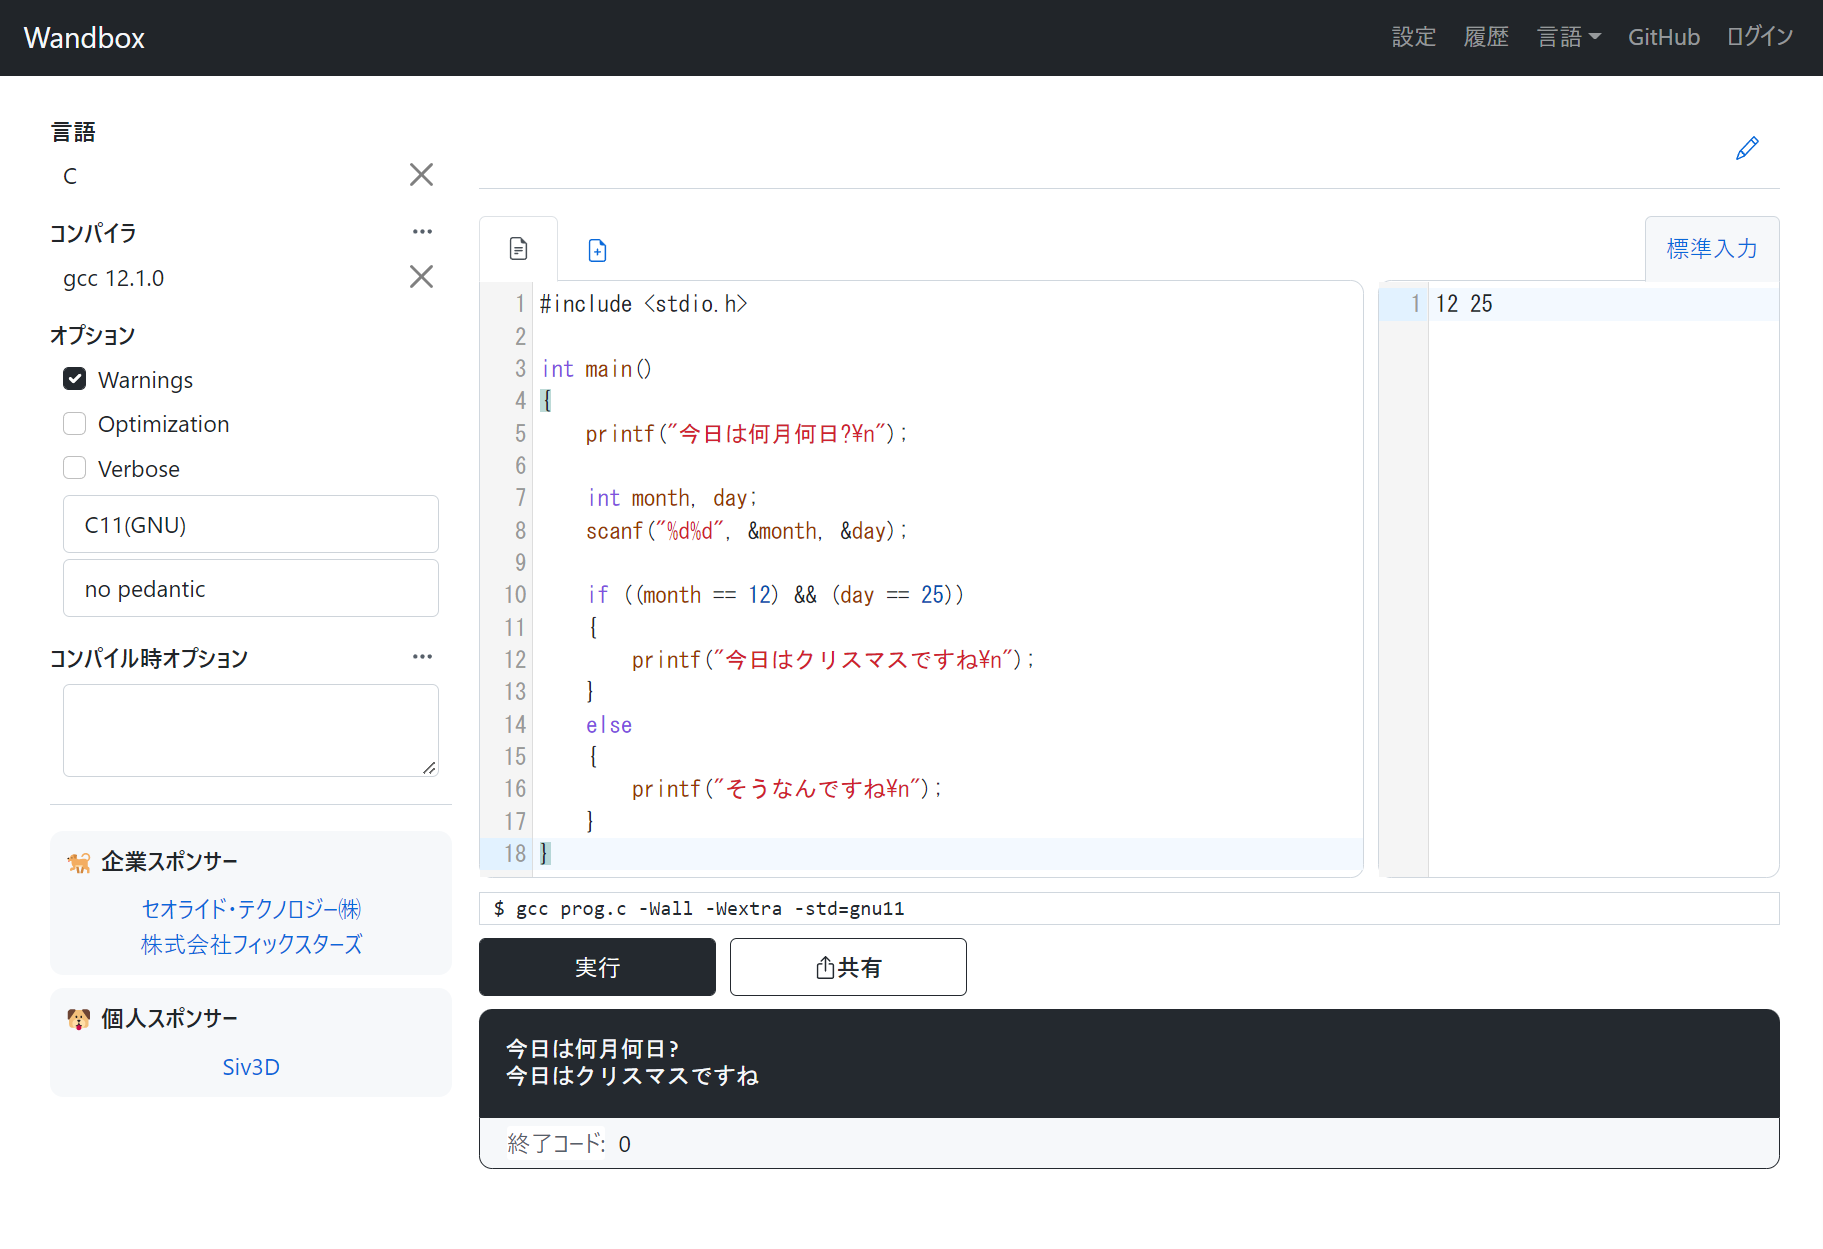 Wandbox
設定 履歴 言語 GitHub ログイン
言語
C
コンパイラ
gcc 12.1.0
オプション
Warnings
Optimization
Verbose
C11(GNU)
no pedantic
コンパイル時オプション
企業スポンサー
セオライド・テクノロジー㈱
株式会社フィックスターズ
個人スポンサー
Siv3D
標準入力
1 #include <stdio.h>
2
3 int main()
4 {
5     printf("今日は何月何日?¥n");
6
7     int month, day;
8     scanf("%d%d", &month, &day);
9
10     if ((month == 12) && (day == 25))
11     {
12         printf("今日はクリスマスですね¥n");
13     }
14     else
15     {
16         printf("そうなんですね¥n");
17     }
18 }
1 12 25
$ gcc prog.c -Wall -Wextra -std=gnu11
実行 共有
今日は何月何日?
今日はクリスマスですね
終了コード: 0